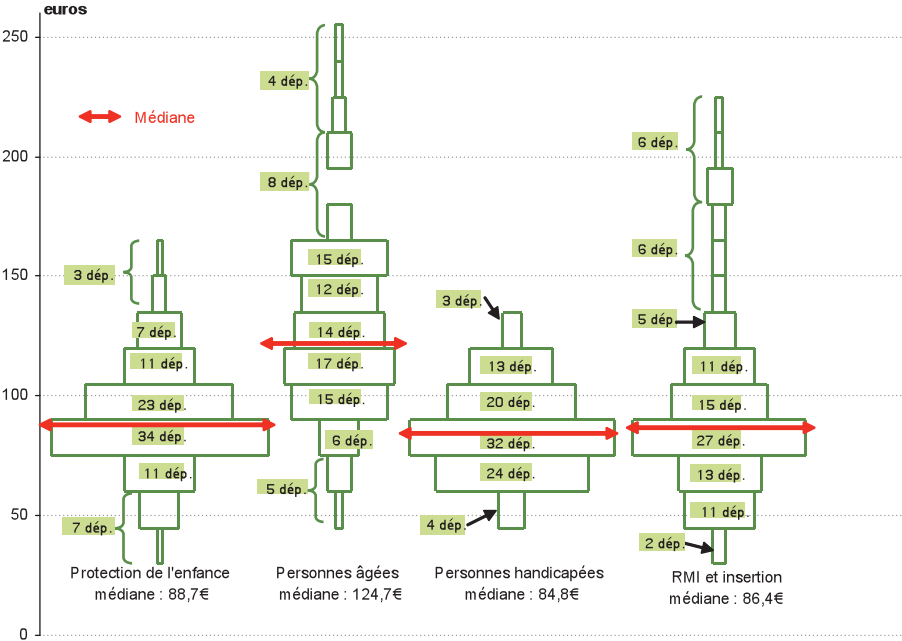 euros
250
200
150
100
50
0
Médiane
3 dép.
7 dép.
11 dép.
23 dép.
34 dép.
11 dép.
7 dép.
Protection de l'enfance
médiane : 88,7€
4 dép.
8 dép.
15 dép.
12 dép.
14 dép.
17 dép.
15 dép.
6 dép.
5 dép.
Personnes âgées
médiane : 124,7€
3 dép.
13 dép.
20 dép.
32 dép.
24 dép.
4 dép.
Personnes handicapées
médiane : 84,8€
6 dép.
6 dép.
5 dép.
11 dép.
15 dép.
27 dép.
13 dép.
11 dép.
2 dép.
RMI et insertion
médiane : 86,4€